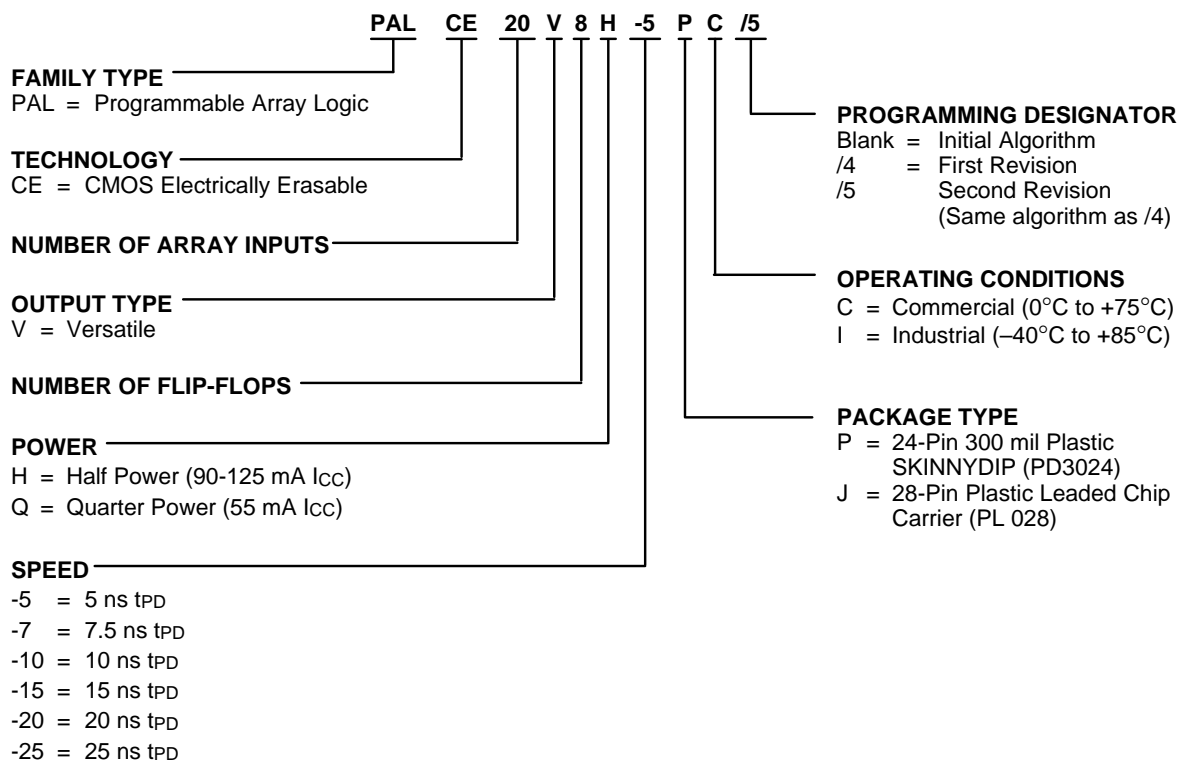 PAL CE 20 V 8 H -5 P C /5
FAMILY TYPE
PAL = Programmable Array Logic
TECHNOLOGY
CE = CMOS Electrically Erasable
NUMBER OF ARRAY INPUTS
OUTPUT TYPE
V = Versatile
NUMBER OF FLIP-FLOPS
POWER
H = Half Power (90-125 mA ICC)
Q = Quarter Power (55 mA ICC)
SPEED
-5 = 5 ns tPD
-7 = 7.5 ns tPD
-10 = 10 ns tPD
-15 = 15 ns tPD
-20 = 20 ns tPD
-25 = 25 ns tPD
PROGRAMMING DESIGNATOR
Blank = Initial Algorithm
/4 = First Revision
/5 Second Revision
(Same algorithm as /4)
OPERATING CONDITIONS
C = Commercial (0°C to +75°C)
I = Industrial (–40°C to +85°C)
PACKAGE TYPE
P = 24-Pin 300 mil Plastic
SKINNYDIP (PD3024)
J = 28-Pin Plastic Leaded Chip
Carrier (PL 028)